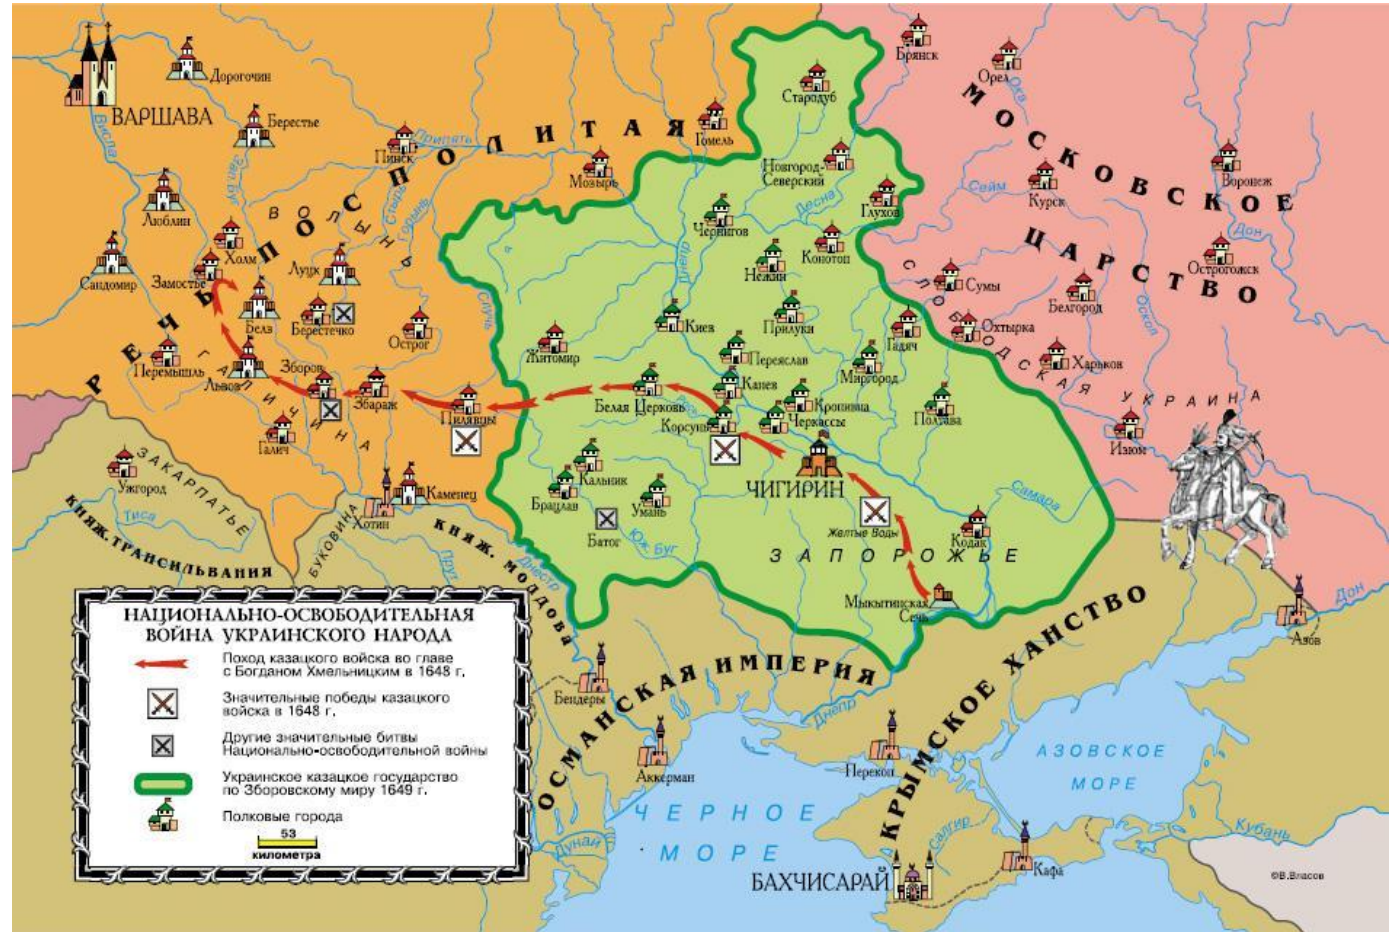 ВАРШАВА
Дорогочин
Берестье
Висла
Зап. Буг
Люблин
Сандомир
Холм
Замостье
Белз
Львов
Перемышль
Галич
Зборов
Збараж
Пилявцы
Берестечко
Луцк
Острог
Пинск
Припять
Стырь
Горынь
Случь
Мозырь
Гомель
РЕЧЬ ПОСПОЛИТАЯ
ВОЛЫНЬ
ГАЛИЧИНА
Стародуб
Новгород-
Северский
Глухов
Чернигов
Десна
Днепр
Нежин
Конотоп
Киев
Прилуки
Переяслав
Гадяч
Миргород
Житомир
Белая Церковь
Рось
Канев
Корсунь
Черкассы
Кропивна
Полтава
ЧИГИРИН
Кальник
Брацлав
Умань
Батог
Юж. Буг
Желтые Воды
ЗАПОРОЖЬЕ
Кодак
Самара
Мыкытинская
Сечь
Брянск
Орел
Ока
МОСКОВСКОЕ
ЦАРСТВО
Сейм
Курск
Воронеж
Дон
Острогожск
Сумы
Белгород
Оскол
Охтырка
Харьков
Изюм
СЛОБОДСКАЯ УКРАИНА
Ужгород
ЗАКАРПАТЬЕ
Тиса
КНЯЖ. ТРАНСИЛЬВАНИЯ
БУКОВИНА
Хотин
Каменец
КНЯЖ. МОЛДОВА
Прут
Днестр
Бендеры
Аккерман
Дунай
ОСМАНСКАЯ ИМПЕРИЯ
КРЫМСКОЕ ХАНСТВО
Днепр
Перекоп
Азов
Дон
АЗОВСКОЕ
МОРЕ
ЧЕРНОЕ
МОРЕ
Салгир
БАХЧИСАРАЙ
Кафа
Кубань
©В.Власов
НАЦИОНАЛЬНО-ОСВОБОДИТЕЛЬНАЯ
ВОЙНА УКРАИНСКОГО НАРОДА
Поход казацкого войска во главе
с Богданом Хмельницким в 1648 г.
Значительные победы казацкого
войска в 1648 г.
Другие значительные битвы
Национально-освободительной войны
Украинское казацкое государство
по Зборовскому миру 1649 г.
Полковые города
53
километра